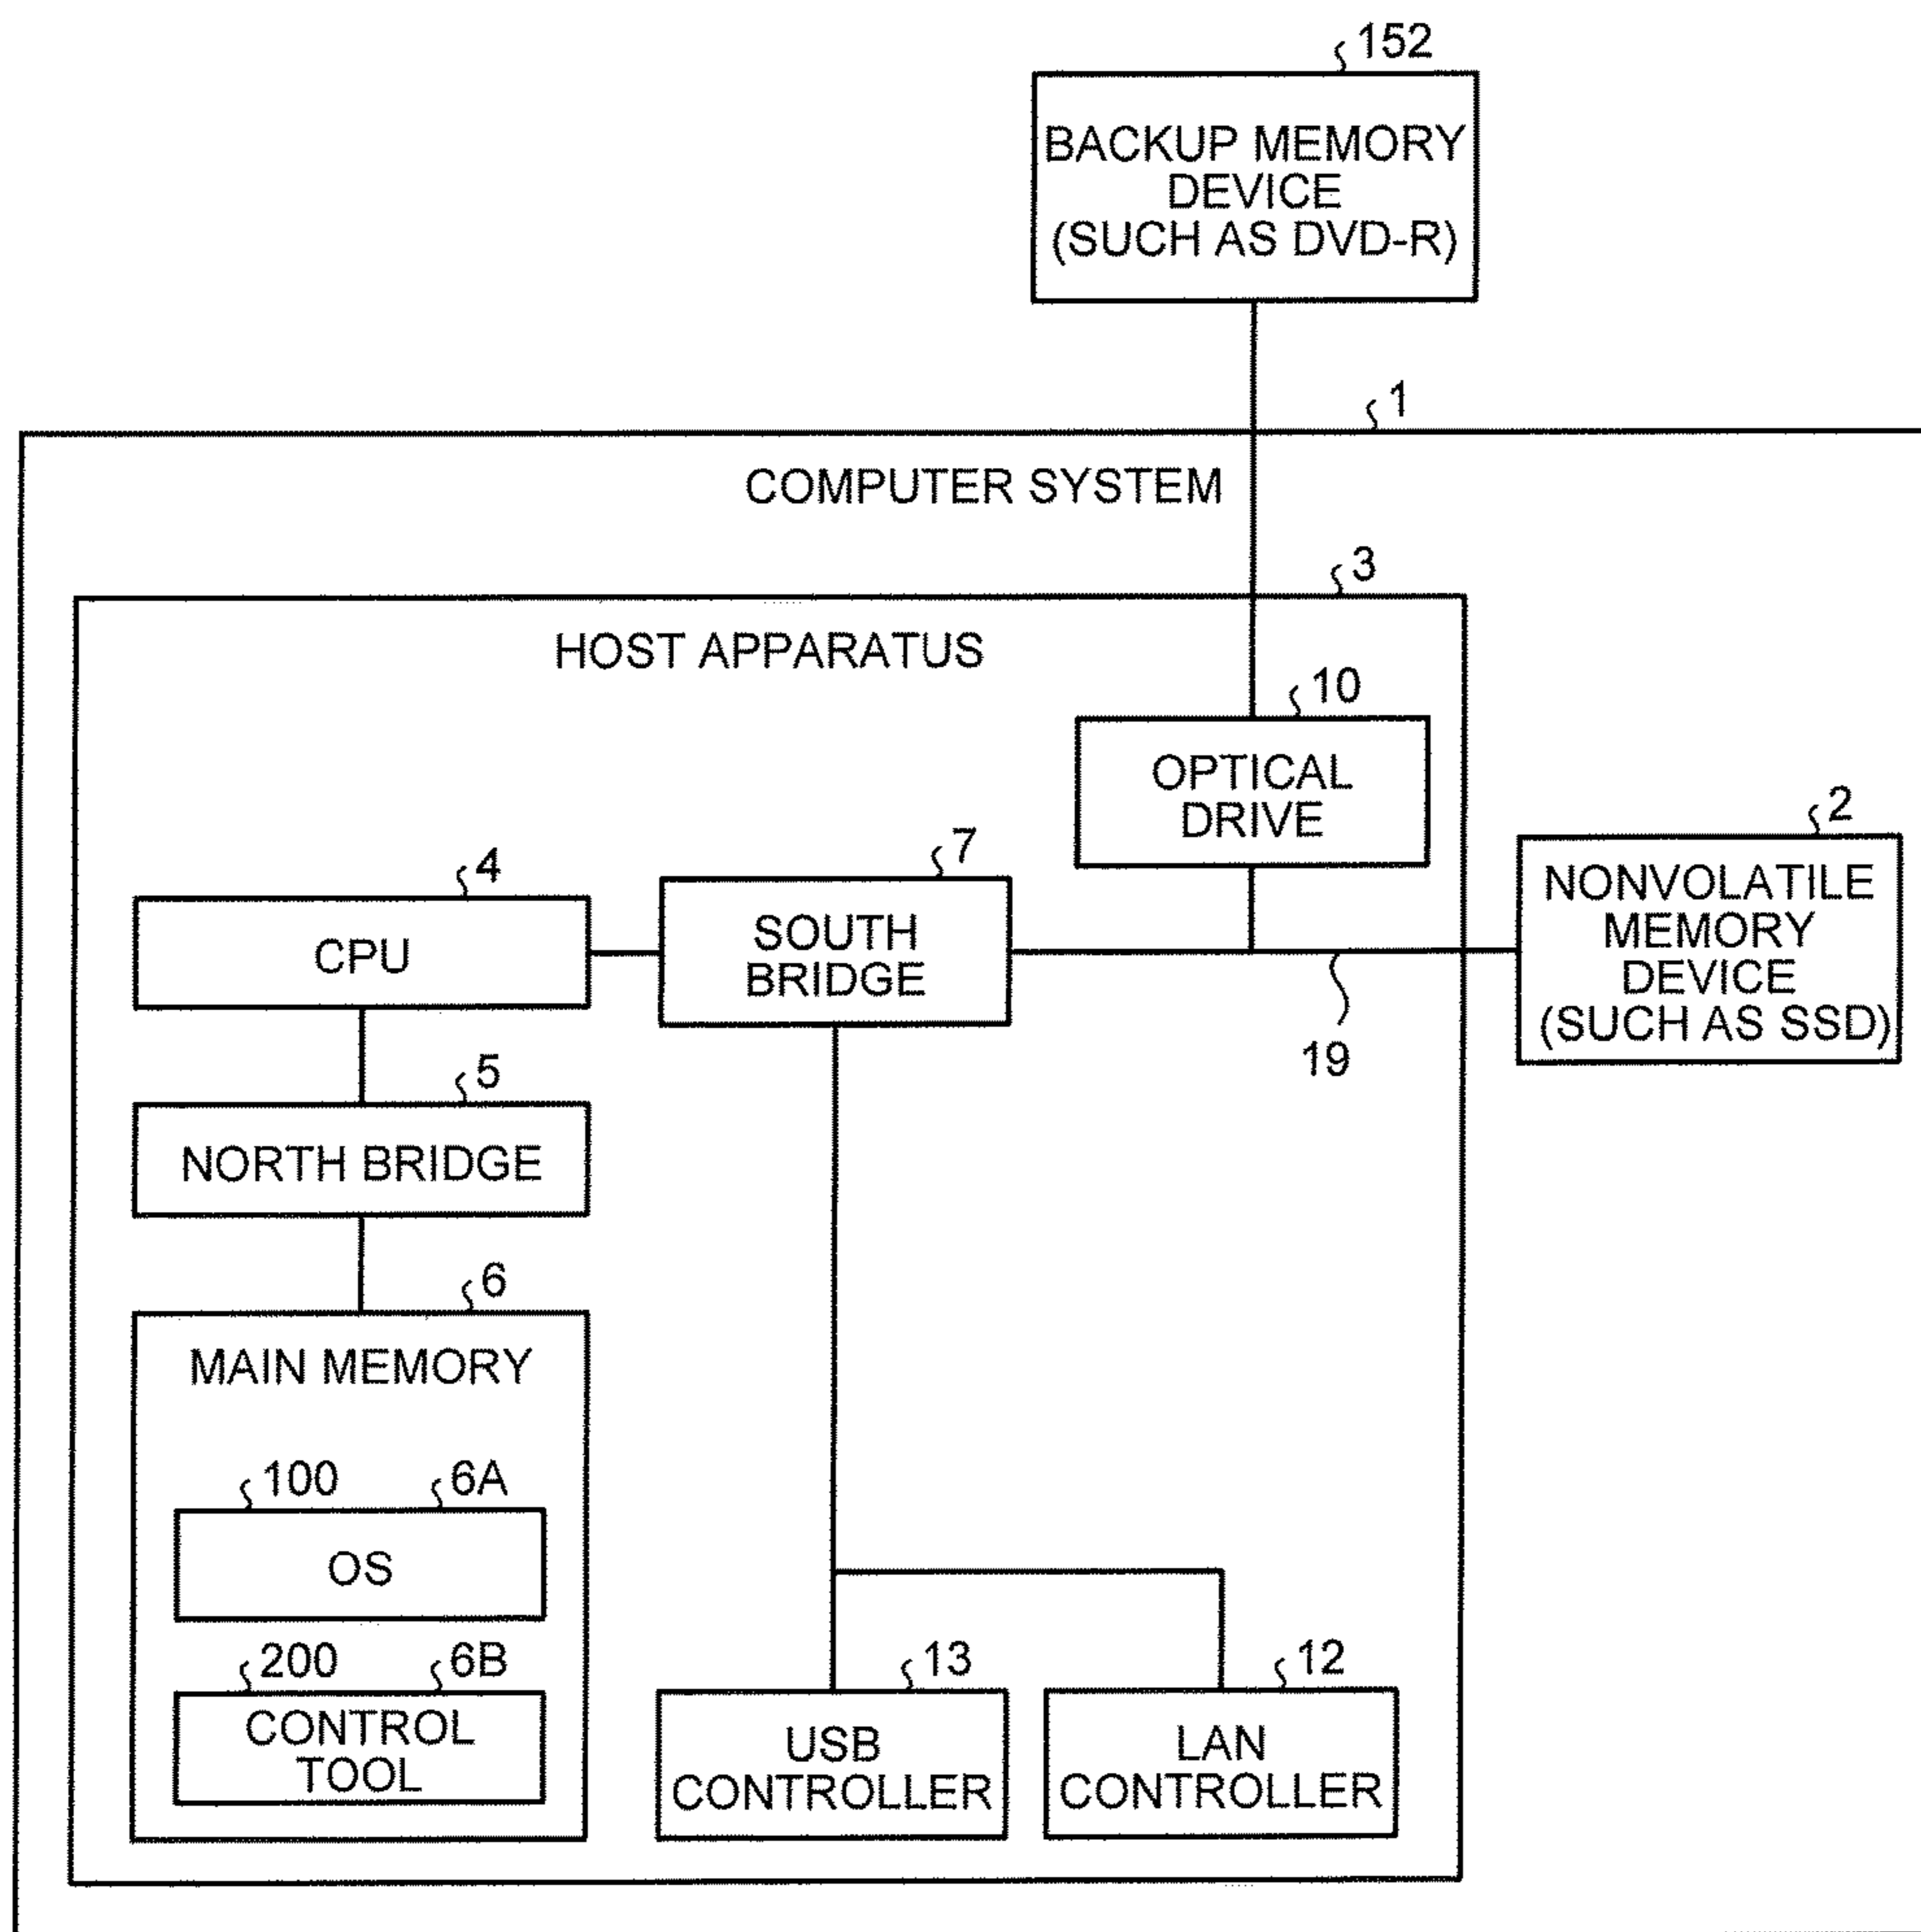 152
BACKUP MEMORY
DEVICE
(SUCH AS DVD-R)
1
COMPUTER SYSTEM
3
HOST APPARATUS
10
OPTICAL
DRIVE
2
NONVOLATILE
MEMORY
DEVICE
(SUCH AS SSD)
7
SOUTH
BRIDGE
4
CPU
19
5
NORTH BRIDGE
6
MAIN MEMORY
100 6A
OS
200 6B
CONTROL
TOOL
13
USB
CONTROLLER
12
LAN
CONTROLLER